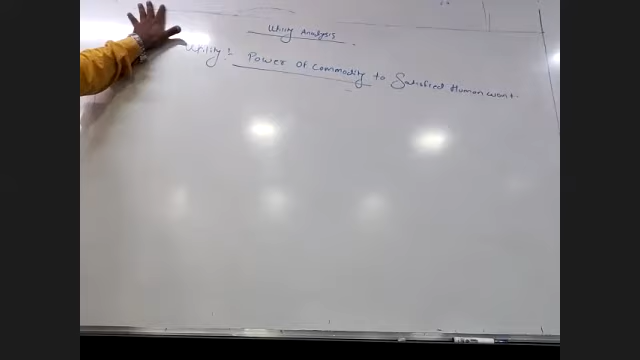 Utility Analysis
Utility :- Power Of Commodity to Satisfied Human want.